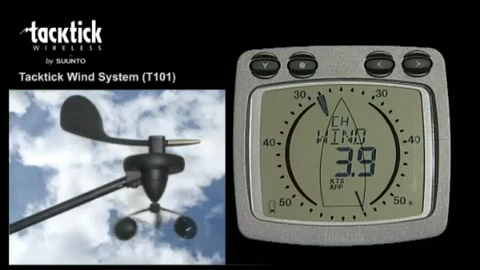 tacktick
WIRELESS
by SUUNTO
Tacktick Wind System (T101)
30 30
CH
WIND
40 40
3.9
KTS
APP
50 50
tacktick